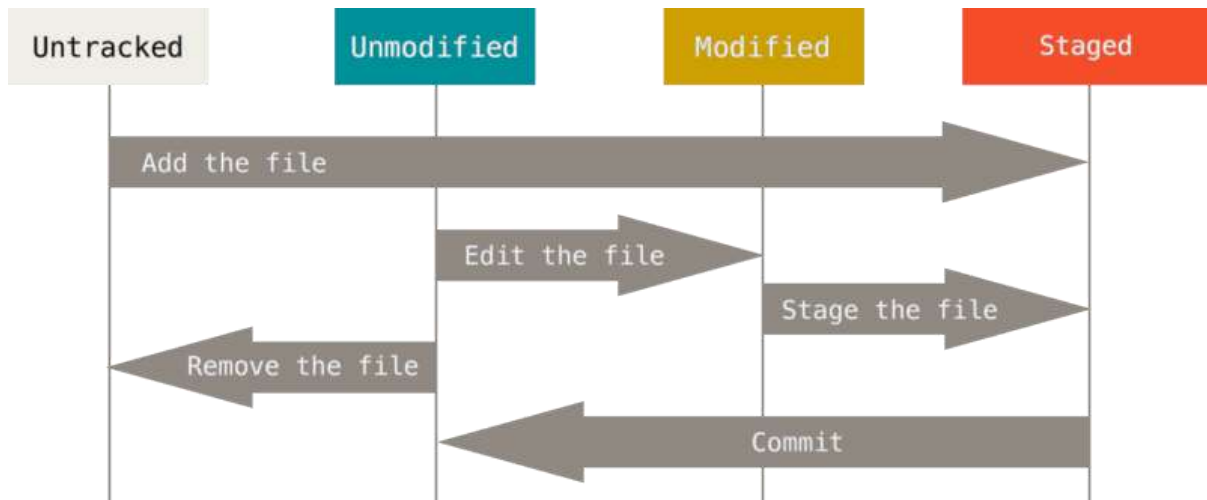 Untracked
Unmodified
Modified
Staged
Add the file
Edit the file
Stage the file
Remove the file
Commit